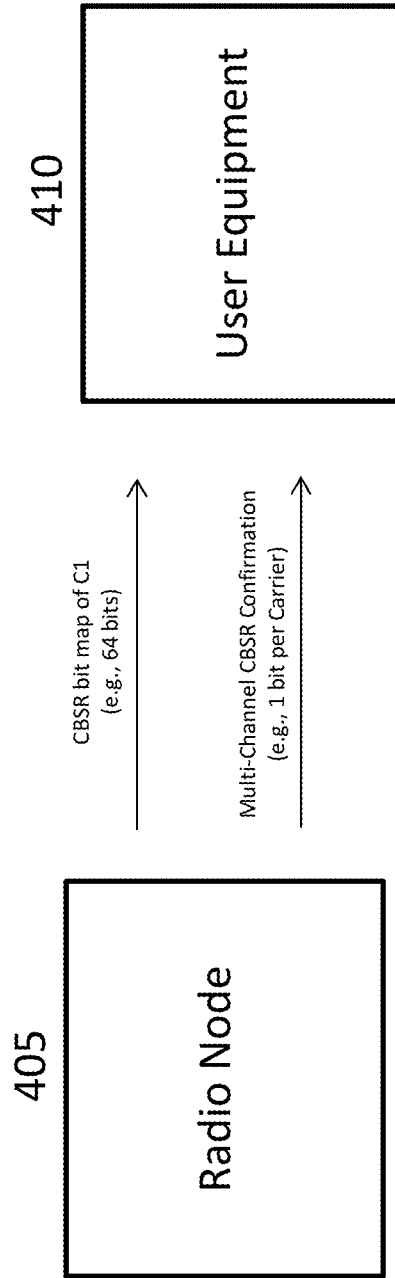 405
Radio Node
CBSR bit map of C1
(e.g., 64 bits)
Multi-Channel CBSR Confirmation
(e.g., 1 bit per Carrier)
410
User Equipment